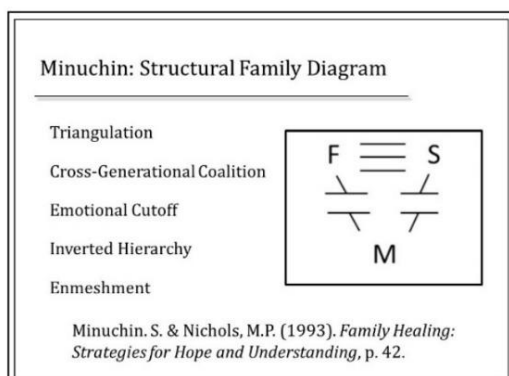 Minuchin: Structural Family Diagram
Triangulation
Cross-Generational Coalition
Emotional Cutoff
Inverted Hierarchy
Enmeshment
F S
M
Minuchin. S. & Nichols, M.P. (1993). Family Healing:
Strategies for Hope and Understanding, p. 42.